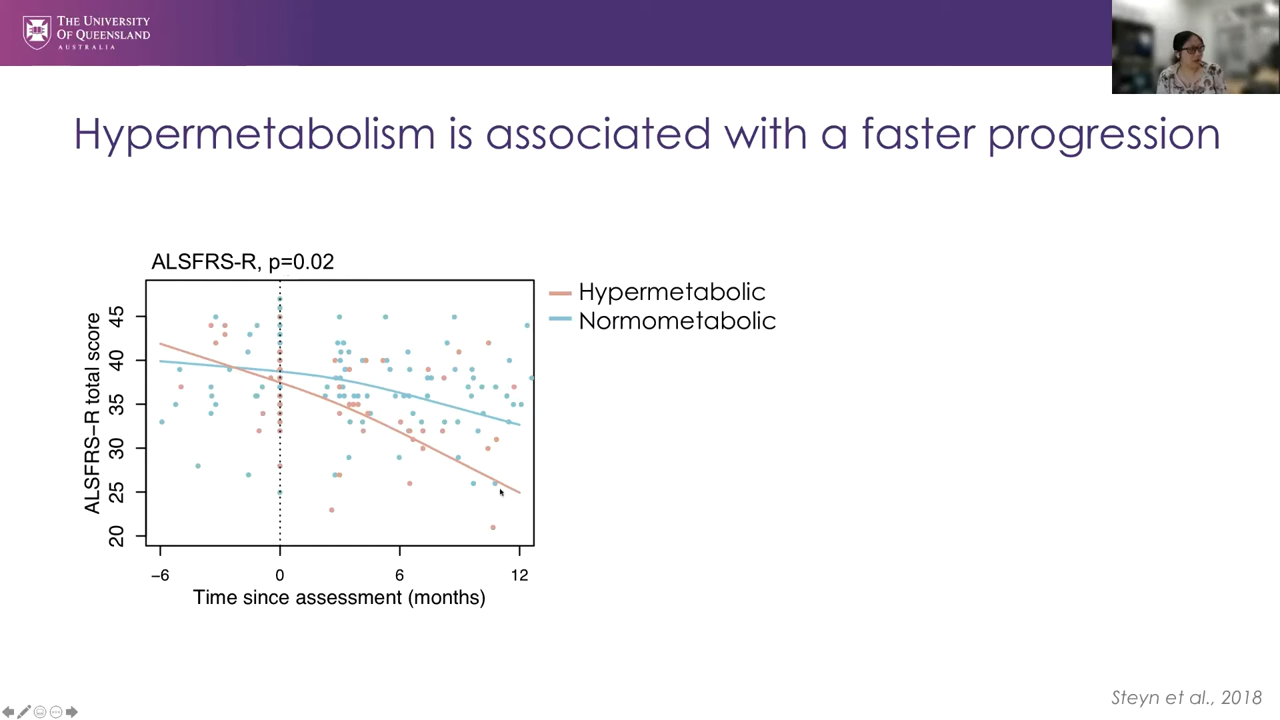 THE UNIVERSITY
OF QUEENSLAND
AUSTRALIA
Hypermetabolism is associated with a faster progression
ALSFRS-R, p=0.02
Hypermetabolic
Normometabolic
ALSFRS−R total score
45
40
35
30
25
20
−6 0 6 12
Time since assessment (months)
Steyn et al., 2018